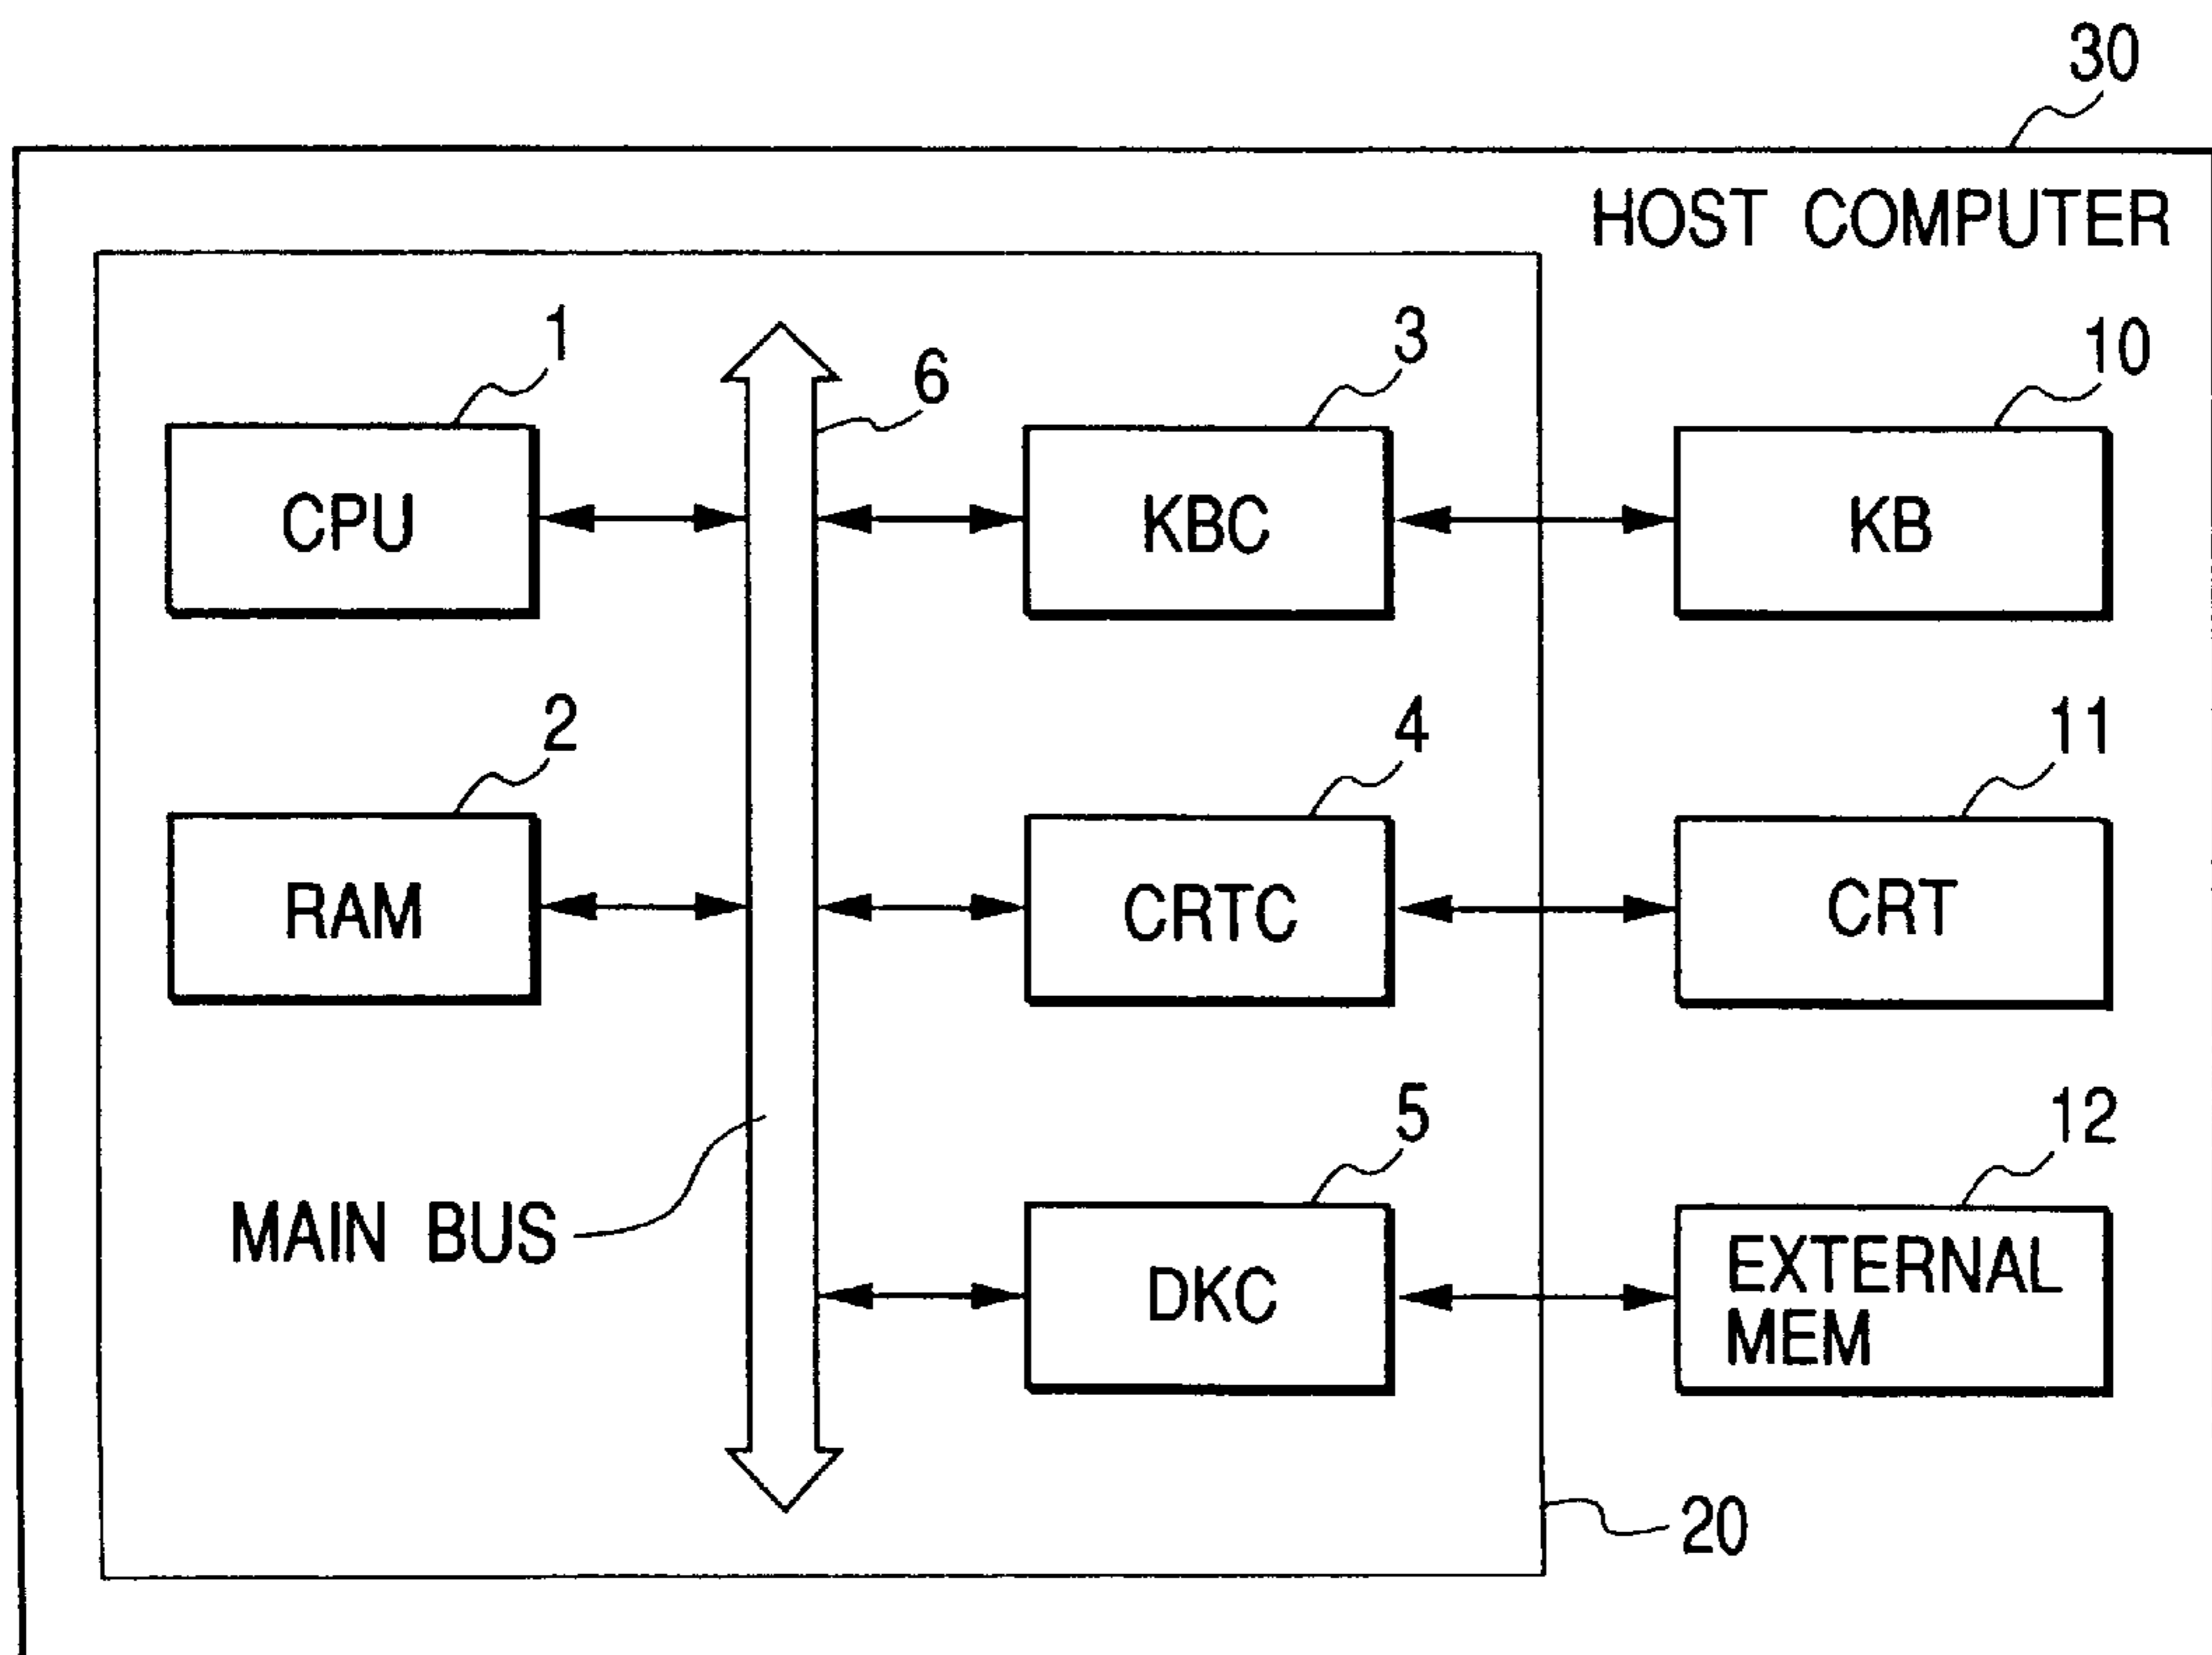 30
HOST COMPUTER
1
6
3
10
CPU
KBC
KB
2
4
11
RAM
CRTC
CRT
5
12
MAIN BUS
DKC
EXTERNAL
MEM
20